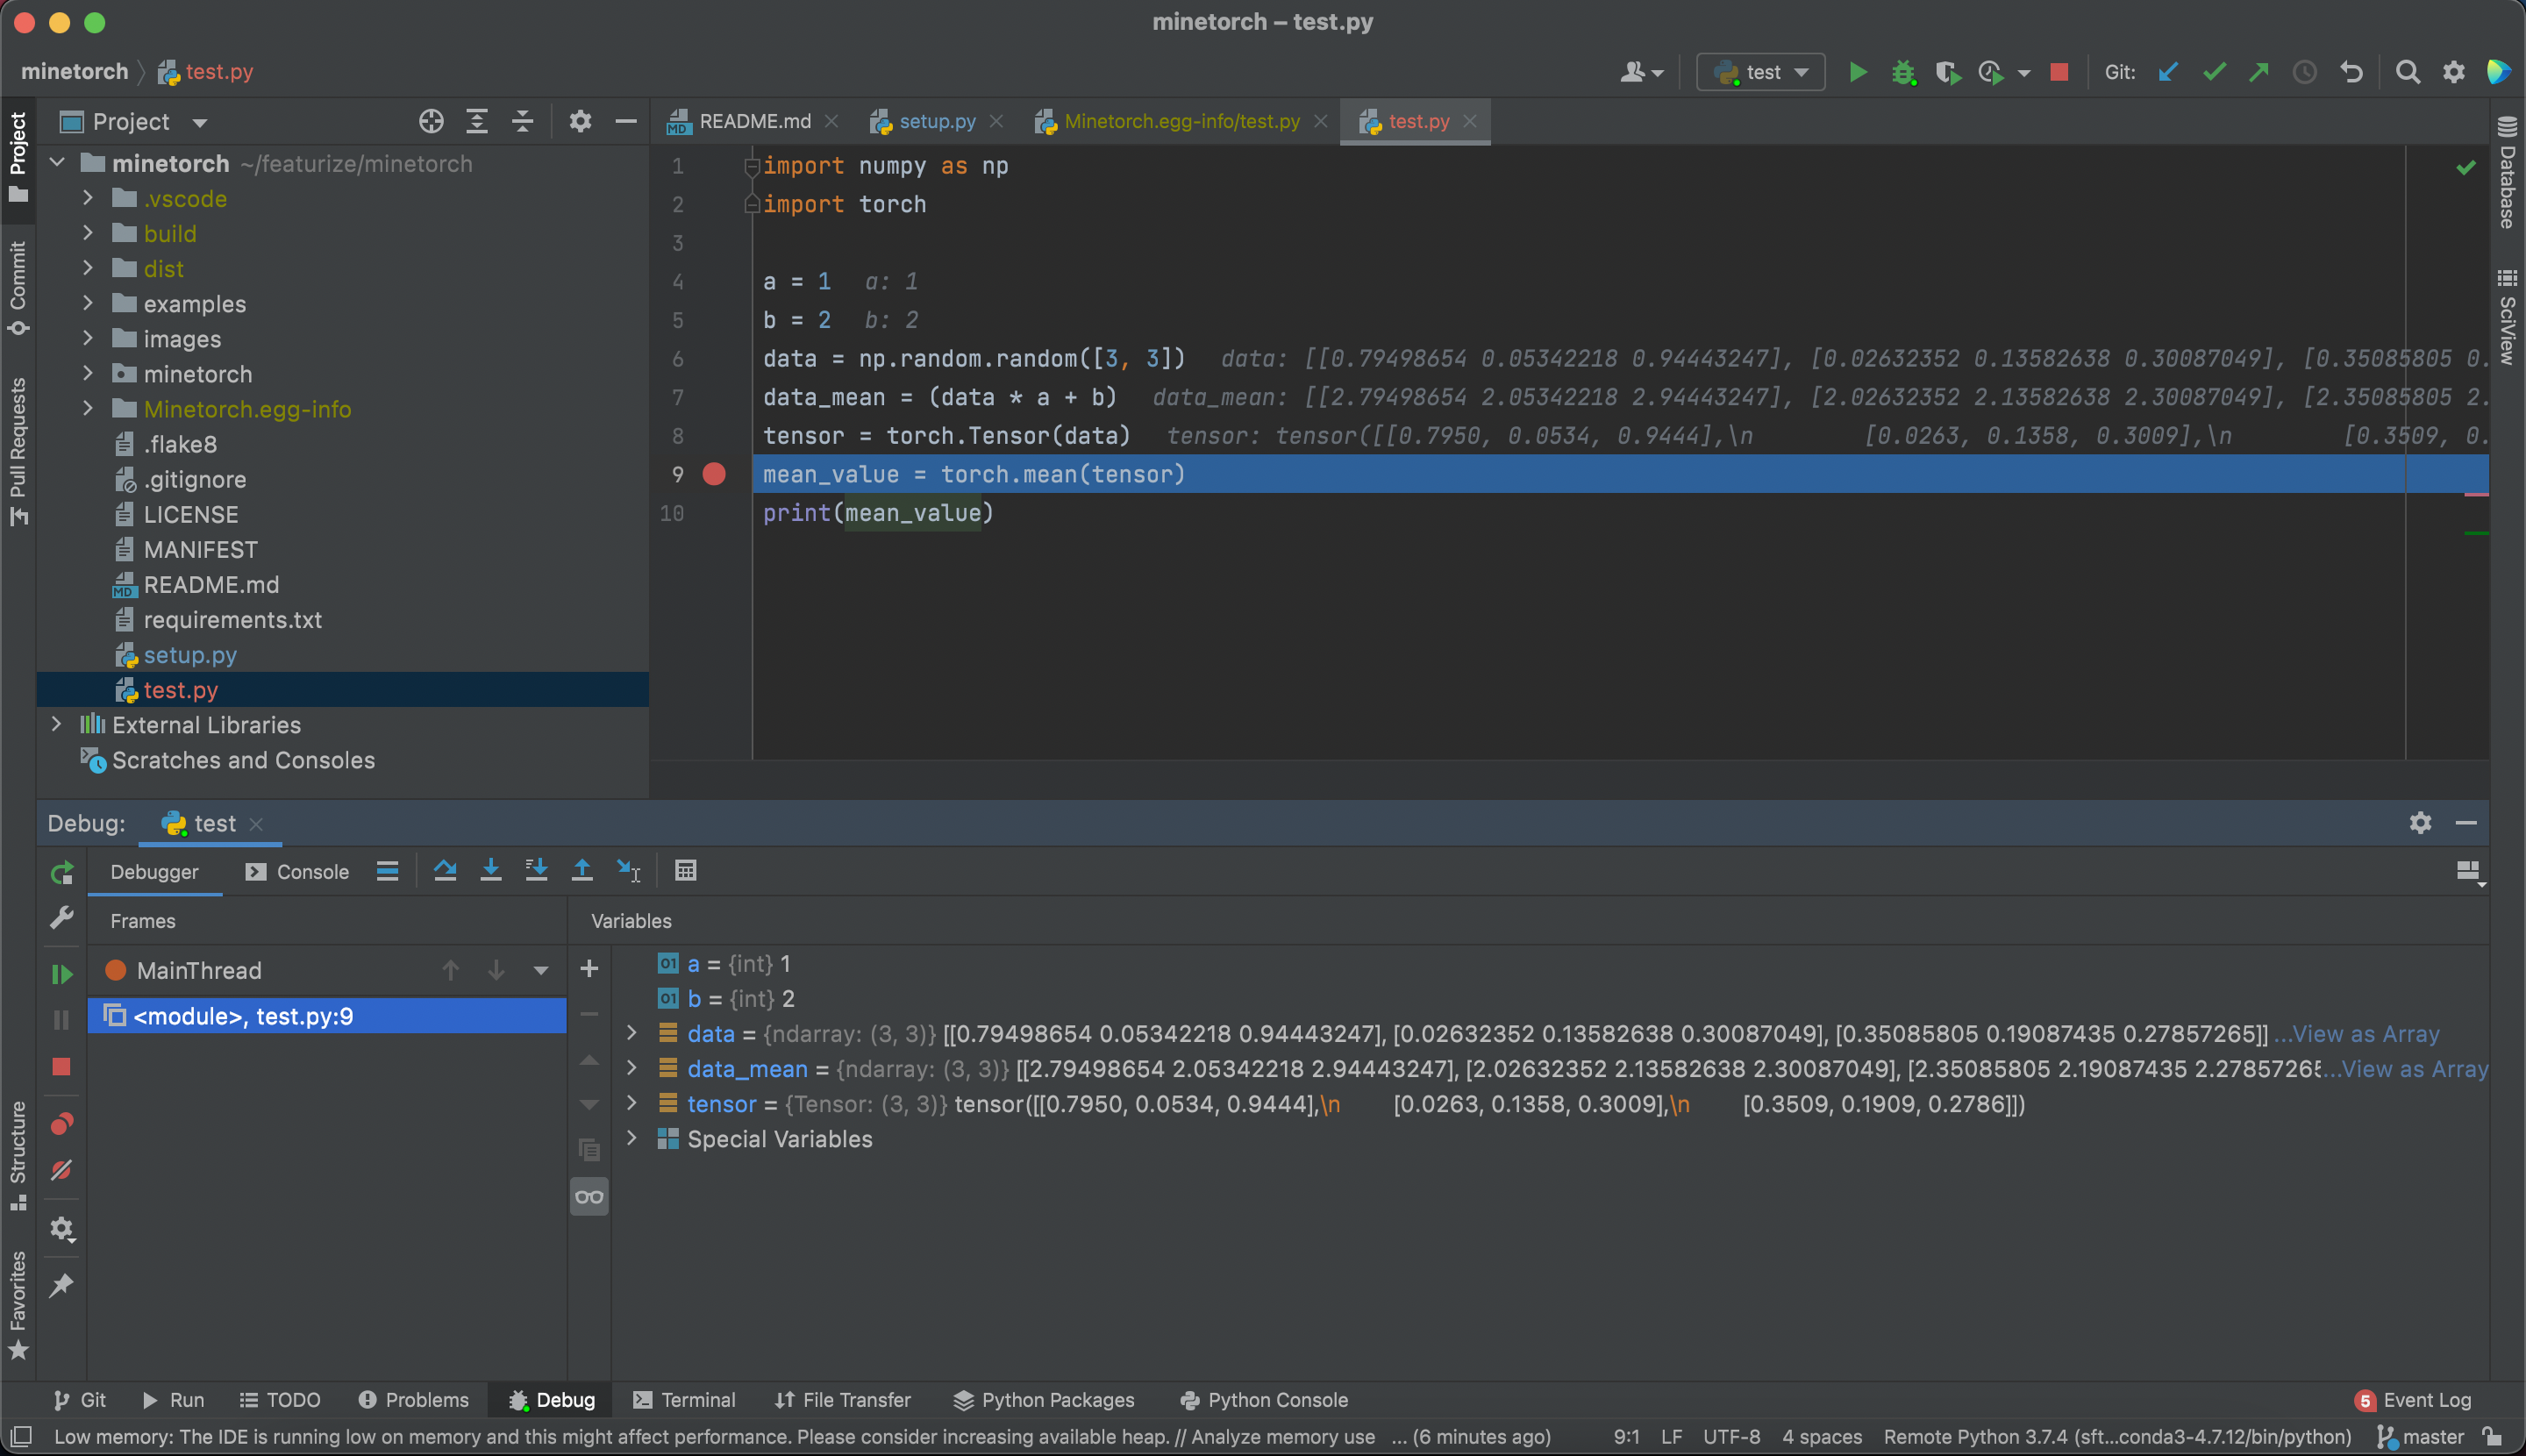 minetorch – test.py
minetorch test.py
test
Git:
Project
README.md
setup.py
Minetorch.egg-info/test.py
test.py
Project
Commit
Pull Requests
Structure
Favorites
Database
SciView
minetorch ~/featurize/minetorch
.vscode
build
dist
examples
images
minetorch
Minetorch.egg-info
.flake8
.gitignore
LICENSE
MANIFEST
README.md
requirements.txt
setup.py
test.py
External Libraries
Scratches and Consoles
1 import numpy as np
2 import torch
3
4 a = 1 a: 1
5 b = 2 b: 2
6 data = np.random.random([3, 3]) data: [[0.79498654 0.05342218 0.94443247], [0.02632352 0.13582638 0.30087049], [0.35085805 0.
7 data_mean = (data * a + b) data_mean: [[2.79498654 2.05342218 2.94443247], [2.02632352 2.13582638 2.30087049], [2.35085805 2.
8 tensor = torch.Tensor(data) tensor: tensor([[0.7950, 0.0534, 0.9444],\n [0.0263, 0.1358, 0.3009],\n [0.3509, 0.
9 mean_value = torch.mean(tensor)
10 print(mean_value)
Debug: test
Debugger Console
Frames
Variables
MainThread
<module>, test.py:9
01 a = {int} 1
01 b = {int} 2
data = {ndarray: (3, 3)} [[0.79498654 0.05342218 0.94443247], [0.02632352 0.13582638 0.30087049], [0.35085805 0.19087435 0.27857265]] ...View as Array
data_mean = {ndarray: (3, 3)} [[2.79498654 2.05342218 2.94443247], [2.02632352 2.13582638 2.30087049], [2.35085805 2.19087435 2.27857265...View as Array
tensor = {Tensor: (3, 3)} tensor([[0.7950, 0.0534, 0.9444],\n [0.0263, 0.1358, 0.3009],\n [0.3509, 0.1909, 0.2786]])
Special Variables
Git Run TODO Problems Debug Terminal File Transfer Python Packages Python Console 5 Event Log
Low memory: The IDE is running low on memory and this might affect performance. Please consider increasing available heap. // Analyze memory use ... (6 minutes ago) 9:1 LF UTF-8 4 spaces Remote Python 3.7.4 (sft...conda3-4.7.12/bin/python) master